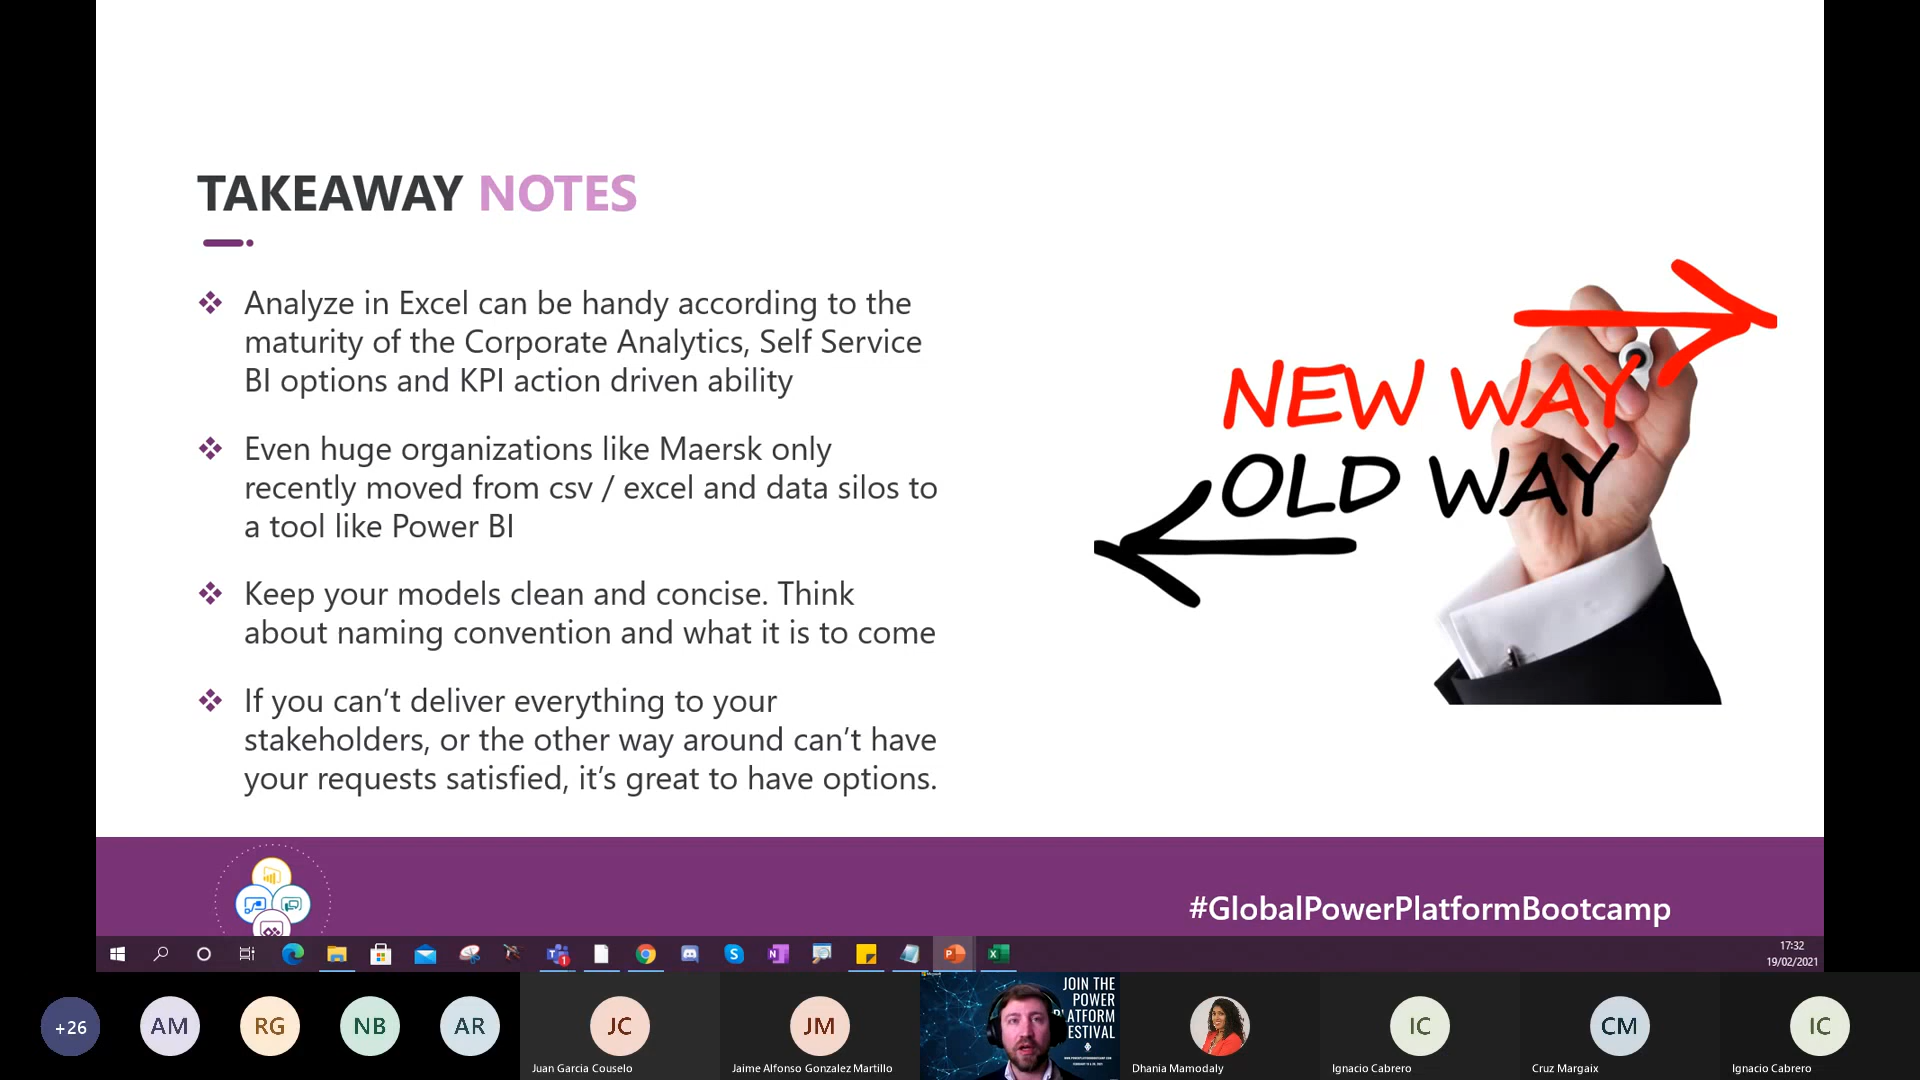 TAKEAWAY NOTES
Analyze in Excel can be handy according to the
maturity of the Corporate Analytics, Self Service
BI options and KPI action driven ability
Even huge organizations like Maersk only
recently moved from csv / excel and data silos to
a tool like Power BI
Keep your models clean and concise. Think
about naming convention and what it is to come
If you can’t deliver everything to your
stakeholders, or the other way around can’t have
your requests satisfied, it’s great to have options.
NEW WAY
OLD WAY
#GlobalPowerPlatformBootcamp
17:32
19/02/2021
+26
AM
RG
NB
AR
JC
Juan Garcia Couselo
JM
Jaime Alfonso Gonzalez Martillo
JOIN THE
POWER
PLATFORM
FESTIVAL
Dhania Mamodaly
IC
Ignacio Cabrero
CM
Cruz Margaix
IC
Ignacio Cabrero